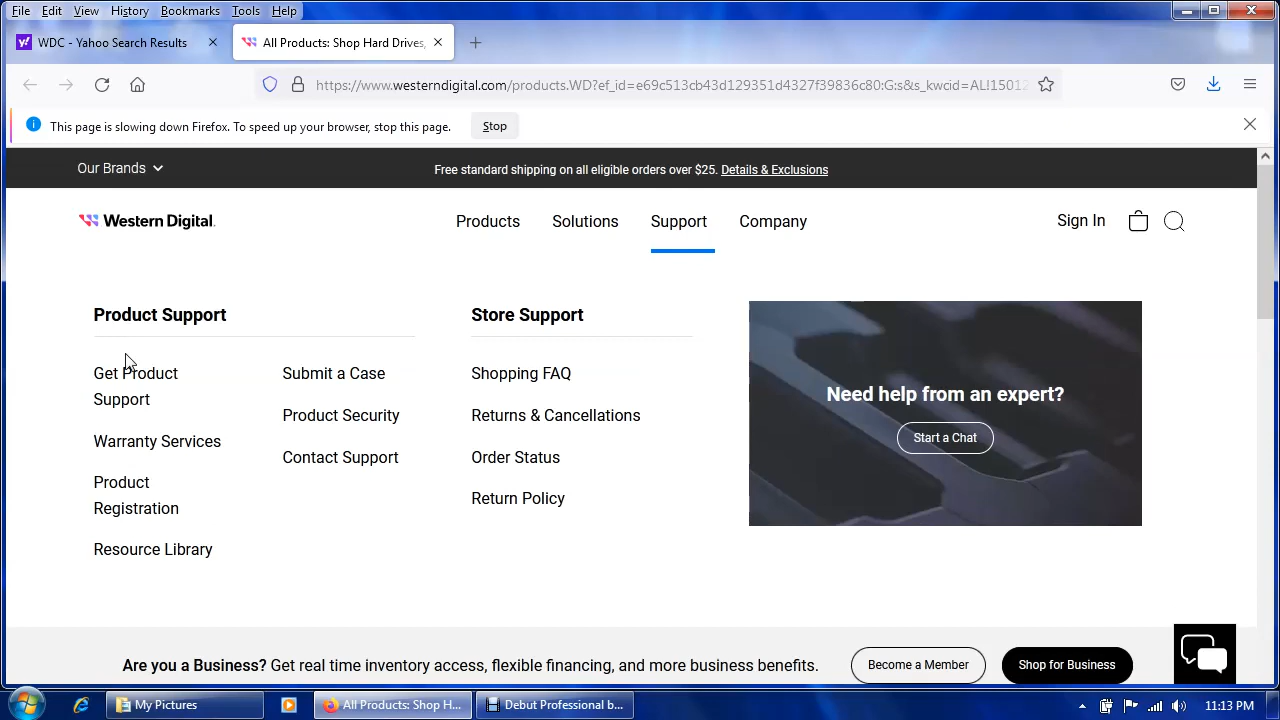 File Edit View History Bookmarks Tools Help
WDC - Yahoo Search Results
All Products: Shop Hard Drives,
https://www.westerndigital.com/products.WD?ef_id=e69c513cb43d129351d4327f39836c80:G:s&s_kwcid=AL!15012
This page is slowing down Firefox. To speed up your browser, stop this page. Stop
Our Brands
Free standard shipping on all eligible orders over $25. Details & Exclusions
Western Digital.
Products Solutions Support Company
Sign In
Product Support
Get Product
Support
Warranty Services
Product
Registration
Resource Library
Submit a Case
Product Security
Contact Support
Store Support
Shopping FAQ
Returns & Cancellations
Order Status
Return Policy
Need help from an expert?
Start a Chat
Are you a Business? Get real time inventory access, flexible financing, and more business benefits.
Become a Member
Shop for Business
My Pictures
All Products: Shop H...
Debut Professional b...
11:13 PM